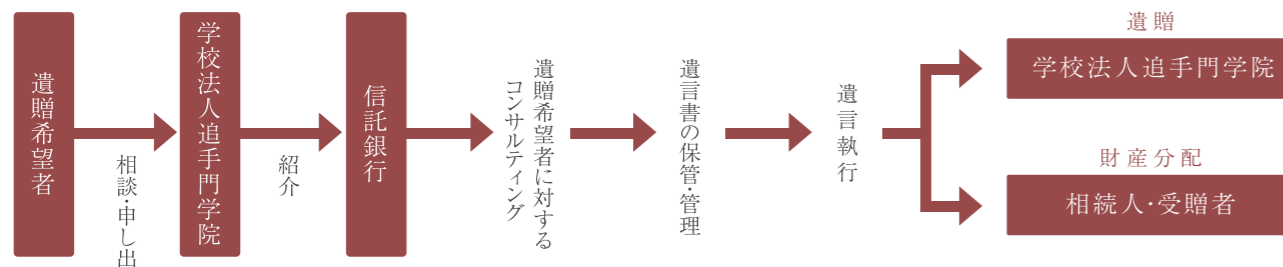 遺贈希望者
相談・申し出
学校法人追手門学院
紹介
信託銀行
遺贈希望者に対する
コンサルティング
遺言書の保管・管理
遺言執行
遺贈
学校法人追手門学院
財産分配
相続人・受贈者